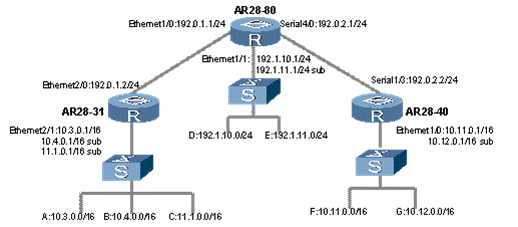 AR28-80
Ethernet1/0:192.0.1.1/24
Serial4/0:192.0.2.1/24
R
Ethernet1/1: 192.1.10.1/24
192.1.11.1/24 sub
Ethernet2/0:192.0.1.2/24
Serial1/3:192.0.2.2/24
S
AR28-31
R
AR28-40
R
Ethernet2/1:10.3.0.1/16
10.4.0.1/16 sub
11.1.0.1/16 sub
D:192.1.10.0/24
E:192.1.11.0/24
Ethernet1/0:10.11.0.1/16
10.12.0.1/16 sub
S
S
A:10.3.0.0/16
B:10.4.0.0/16
C:11.1.0.0/16
F:10.11.0.0/16
G:10.12.0.0/16